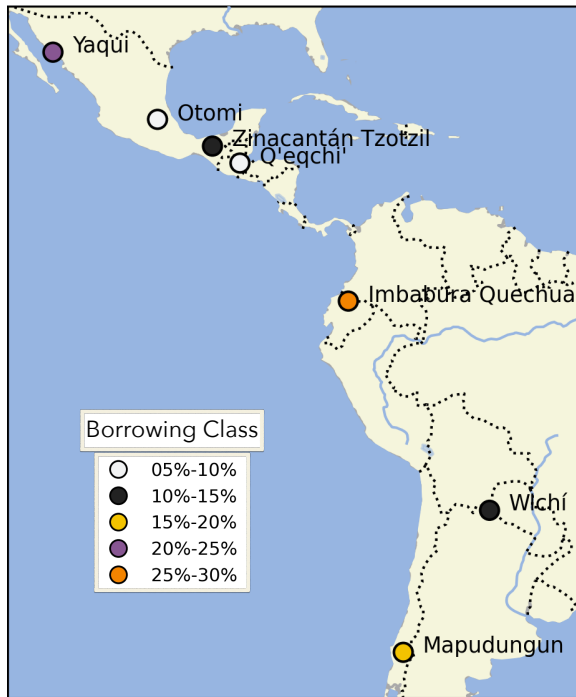 Yaqui
Otomi
Zinacantán Tzotzil
Q'eqchi'
Imbabura Quechua
Borrowing Class
05%-10%
10%-15%
15%-20%
20%-25%
25%-30%
Wichí
Mapudungun